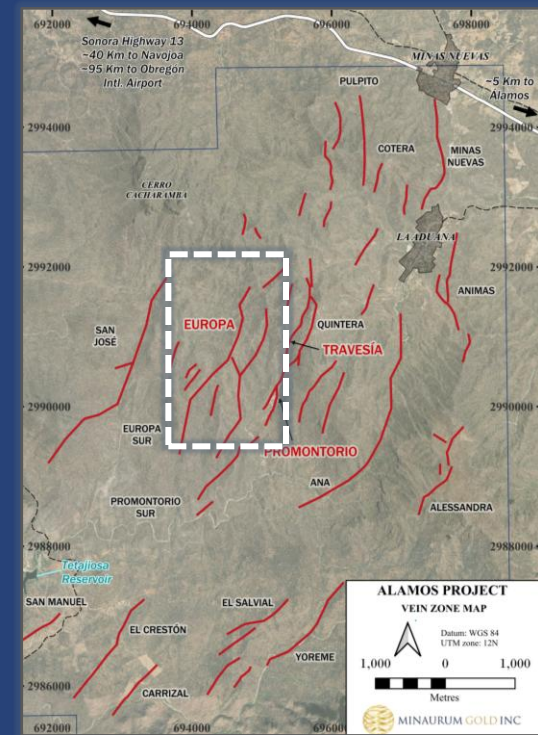 692000
694000
696000
698000
Sonora Highway 13
~40 Km to Navojoa
~95 Km to Obregon
Intl. Airport
MINAS NUEVAS
~5 Km to
Álamos
PULPITO
2994000
2994000
COTERA
MINAS
NUEVAS
CERRO
CACHARAMBA
LA ADUANA
2992000
2992000
ANIMAS
SAN
JOSÉ
EUROPA
QUINTERA
TRAVESÍA
2990000
2990000
EUROPA
SUR
PROMONTORIO
ANA
PROMONTORIO
SUR
ALESSANDRA
2988000
2988000
Tetajiosa
Reservoir
SAN MANUEL
EL SALVIAL
EL CRESTÓN
YOREME
CARRIZAL
2986000
692000
694000
696000
ALAMOS PROJECT
VEIN ZONE MAP
Datum: WGS 84
UTM zone: 12N
1,000 0 1,000
Metres
MINAURUM GOLD INC